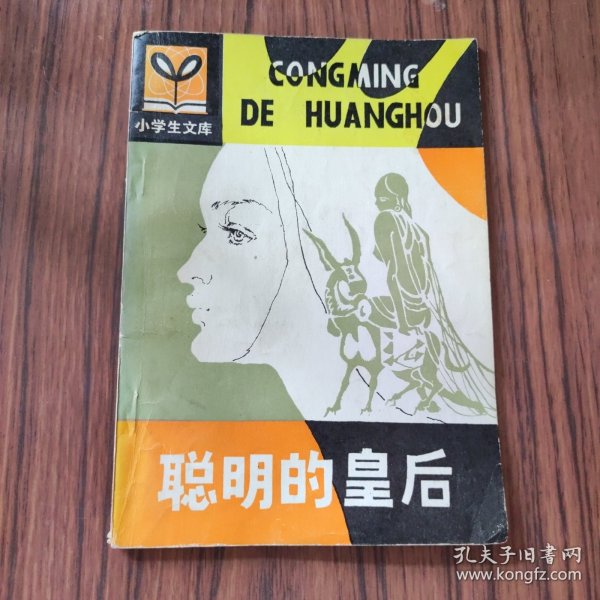 CONGMING
DE HUANGHOU
小学生文库
聪明的皇后
孔夫子旧书网
www.kongfz.com